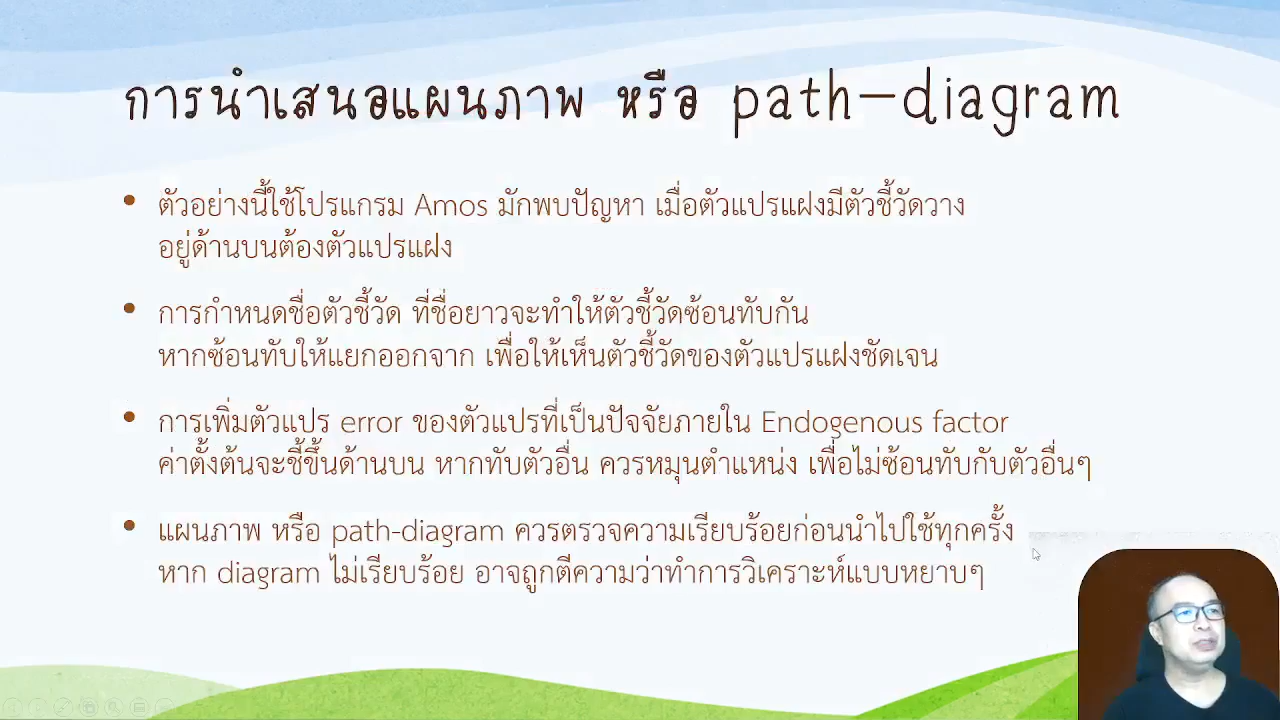 การนำเสนอแผนภาพ หรือ path-diagram
• ตัวอย่างนี้ใช้โปรแกรม Amos มักพบปัญหา เมื่อตัวแปรแฝงมีตัวชี้วัดวาง
อยู่ด้านบนต้องตัวแปรแฝง
• การกำหนดชื่อตัวชี้วัด ที่ชื่อยาวจะทำให้ตัวชี้วัดซ้อนทับกัน
หากซ้อนทับให้แยกออกจาก เพื่อให้เห็นตัวชี้วัดของตัวแปรแฝงชัดเจน
• การเพิ่มตัวแปร error ของตัวแปรที่เป็นปัจจัยภายใน Endogenous factor
ค่าตั้งต้นจะชี้ขึ้นด้านบน หากทับตัวอื่น ควรหมุนตำแหน่ง เพื่อไม่ซ้อนทับกับตัวอื่นๆ
• แผนภาพ หรือ path-diagram ควรตรวจความเรียบร้อยก่อนนำไปใช้ทุกครั้ง
หาก diagram ไม่เรียบร้อย อาจถูกตีความว่าทำการวิเคราะห์แบบหยาบๆ